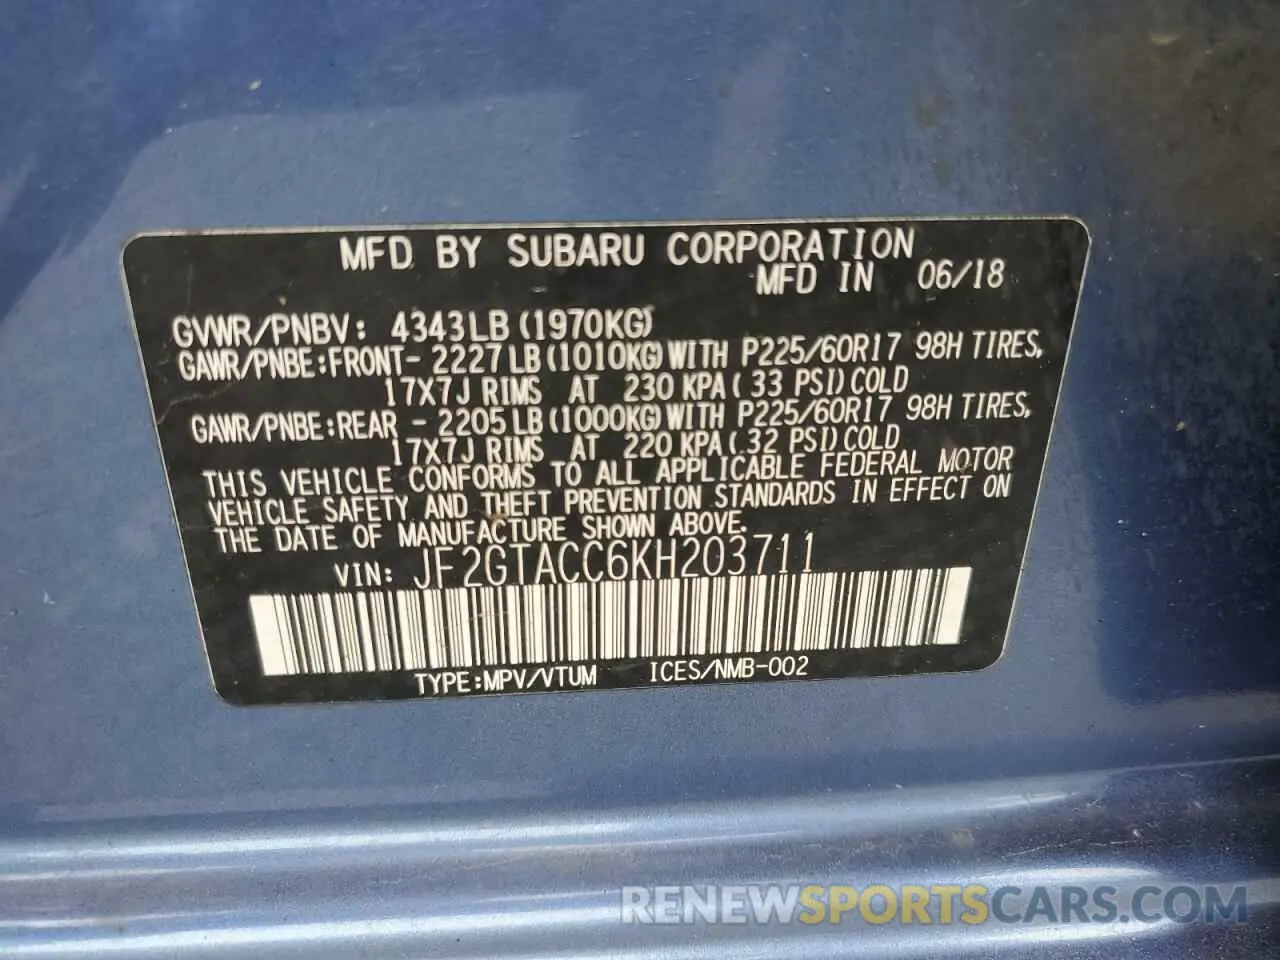 MFD BY SUBARU CORPORATION
MFD IN 06/18
GVWR/PNBV: 4343LB(1970KG)
GAWR/PNBE:FRONT- 2227LB(1010KG)WITH P225/60R17 98H TIRES,
17X7J RIMS AT 230 KPA(33 PSI)COLD
GAWR/PNBE:REAR - 2205LB(1000KG)WITH P225/60R17 98H TIRES,
17X7J RIMS AT 220 KPA(32 PSI)COLD
THIS VEHICLE CONFORMS TO ALL APPLICABLE FEDERAL MOTOR
VEHICLE SAFETY AND THEFT PREVENTION STANDARDS IN EFFECT ON
THE DATE OF MANUFACTURE SHOWN ABOVE.
VIN: JF2GTACC6KH203711
TYPE:MPV/VTUM ICES/NMB-002
RENEWSPORTSCARS.COM